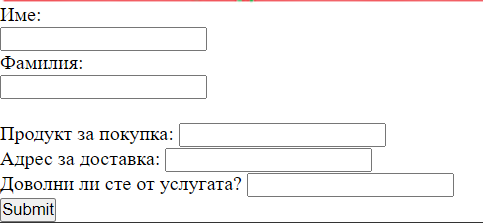 Име:
Фамилия:
Продукт за покупка:
Адрес за доставка:
Доволни ли сте от услугата?
Submit